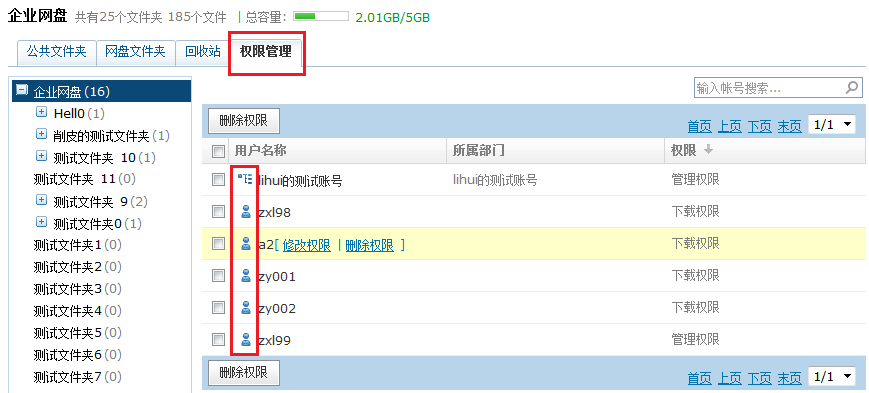 企业网盘 共有25个文件夹 185个文件 | 总容量: 2.01GB/5GB
公共文件夹 网盘文件夹 回收站 权限管理
企业网盘 (16)
Hell0 (1)
削皮的测试文件夹 (1)
测试文件夹 10 (1)
测试文件夹 11 (0)
测试文件夹 9 (2)
测试文件夹0 (1)
测试文件夹1 (0)
测试文件夹2 (0)
测试文件夹3 (0)
测试文件夹4 (0)
测试文件夹5 (0)
测试文件夹6 (0)
测试文件夹7 (0)
输入帐号搜索...
删除权限 首页 上页 下页 末页 1/1
用户名称 所属部门 权限
lihui的测试账号 lihui的测试账号 管理权限
zxl98 下载权限
a2[ 修改权限 | 删除权限 ] 下载权限
zy001 下载权限
zy002 下载权限
zxl99 管理权限
删除权限 首页 上页 下页 末页 1/1